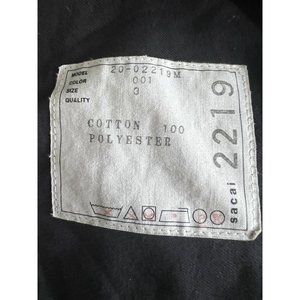 MODEL 20-02219M
COLOR 001
SIZE 3
QUALITY
COTTON 100
POLYESTER
sacai 2219